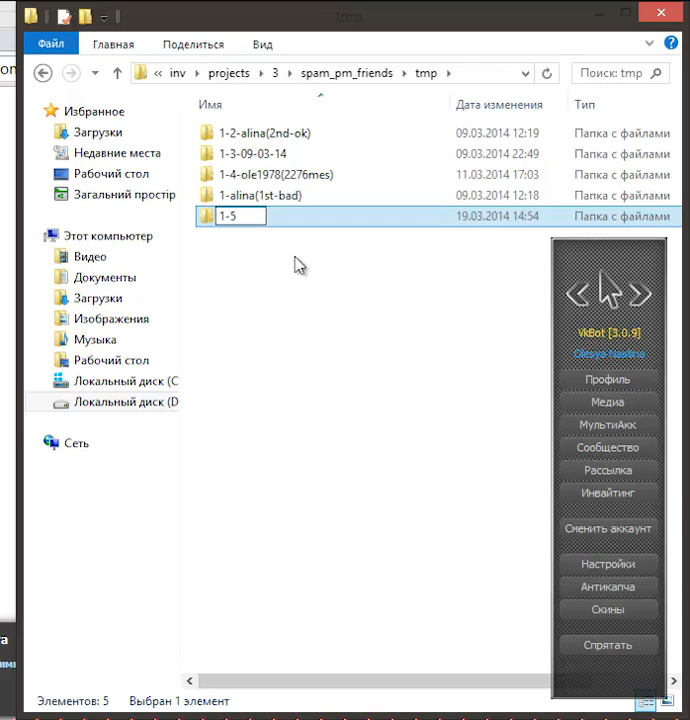 tmp
Файл
Главная
Поделиться
Вид
« inv
projects
3
spam_pm_friends
tmp
Поиск: tmp
Имя
Дата изменения
Тип
1-2-alina(2nd-ok)
09.03.2014 12:19
Папка с файлами
1-3-09-03-14
09.03.2014 22:49
Папка с файлами
1-4-ole1978(2276mes)
11.03.2014 17:03
Папка с файлами
1-alina(1st-bad)
09.03.2014 12:18
Папка с файлами
1-5
19.03.2014 14:54
Папка с файлами
Избранное
Загрузки
Недавние места
Рабочий стол
Загальний простір
Этот компьютер
Видео
Документы
Загрузки
Изображения
Музыка
Рабочий стол
Локальный диск (C
Локальный диск (D
Сеть
VkBot [3.0.9]
Olesya Nastina
Профиль
Медиа
МультиАкк
Сообщество
Рассылка
Инвайтинг
Сменить аккаунт
Настройки
Антикапча
Скины
Спрятать
Элементов: 5
Выбран 1 элемент